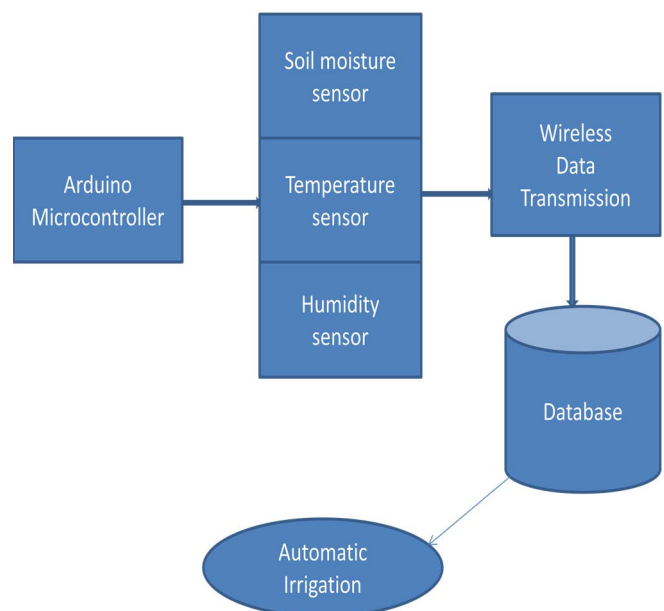 Arduino
Microcontroller
Soil moisture
sensor
Temperature
sensor
Humidity
sensor
Wireless
Data
Transmission
Database
Automatic
Irrigation